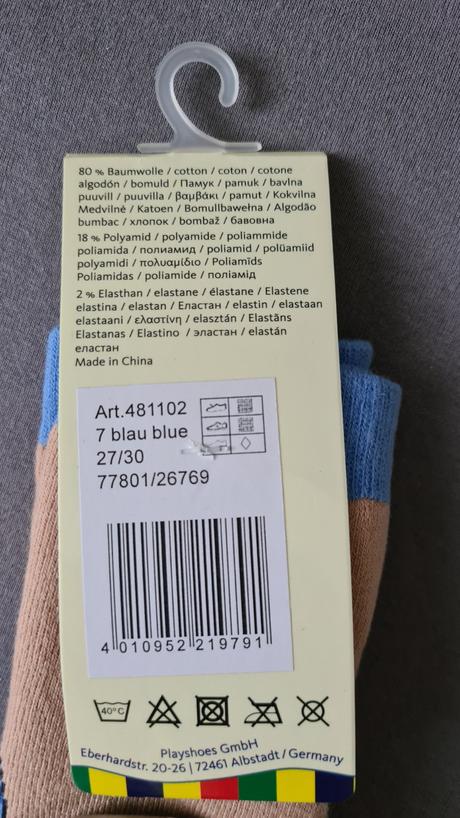 80 % Baumwolle / cotton / coton / cotone
algodón / bomuld / Памук / pamuk / bavlna
puuvill / puuvilla / βαμβάκι / pamut / Kokvilna
Medvilnė / Katoen / Bomullbawełna / Algodão
bumbac / хлопок / bombaž / бавовна
18 % Polyamid / polyamide / poliammide
poliamida / полиамид / poliamid / polüamiid
polyamidi / πολυαμίδιο / Poliamīds
Poliamidas / poliamide / поліамід
2 % Elasthan / elastane / élastane / Elastene
elastina / elastan / Еластан / elastin / elastaan
elastaani / ελαστίνη / elasztán / Elastāns
Elastanas / Elastino / эластан / elastán
еластан
Made in China
Art.481102
7 blau blue
27/30
77801/26769
4 010952 219791
40°C
Playshoes GmbH
Eberhardstr. 20-26 | 72461 Albstadt / Germany